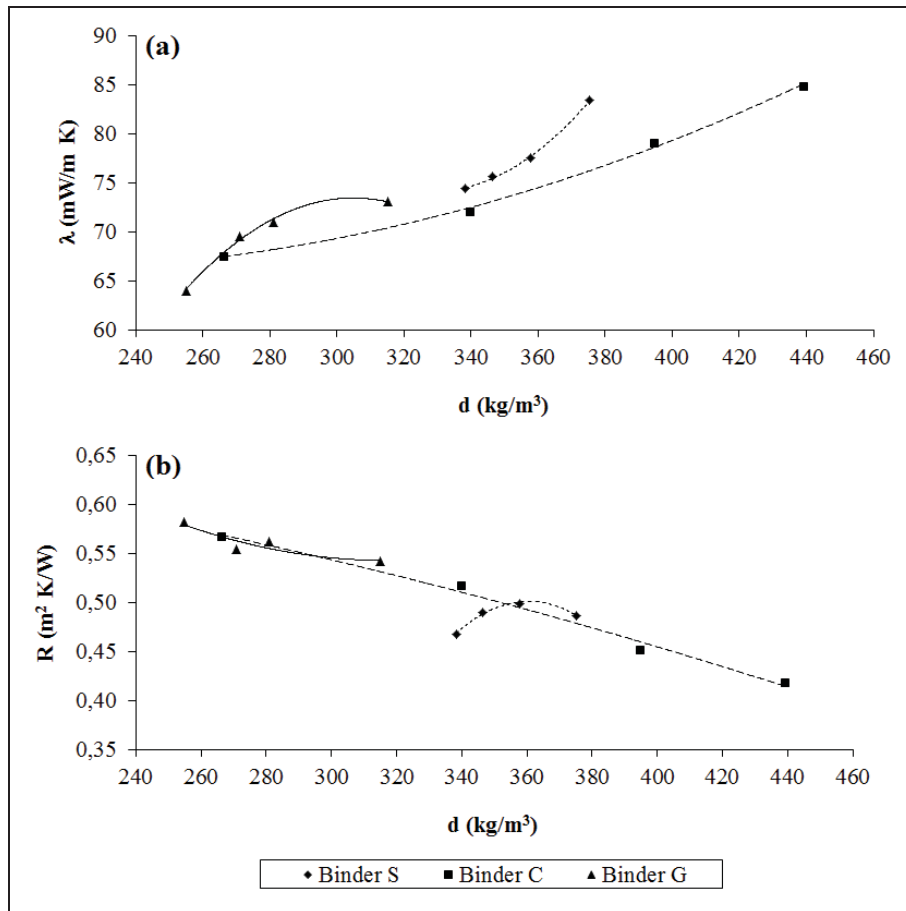 (a)
90
85
80
75
70
65
60
λ (mW/m K)
240 260 280 300 320 340 360 380 400 420 440 460
d (kg/m³)
(b)
0,65
0,60
0,55
0,50
0,45
0,40
0,35
R (m² K/W)
240 260 280 300 320 340 360 380 400 420 440 460
d (kg/m³)
Binder S Binder C Binder G